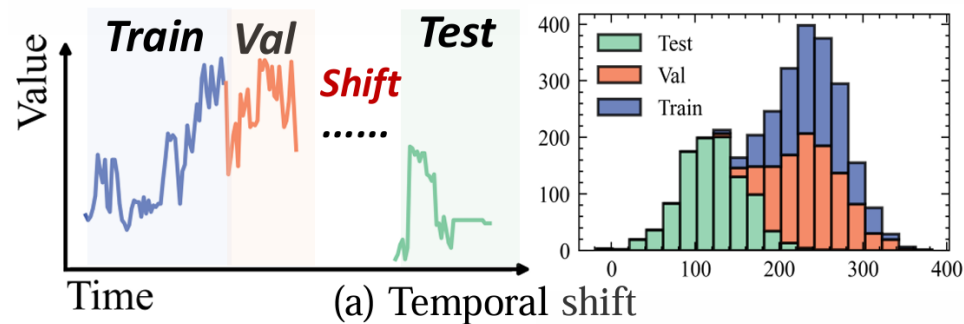 Train
Val
Shift
......
Test
Value
Time
Test
Val
Train
400
300
200
100
0
0
100
200
300
400
(a) Temporal shift